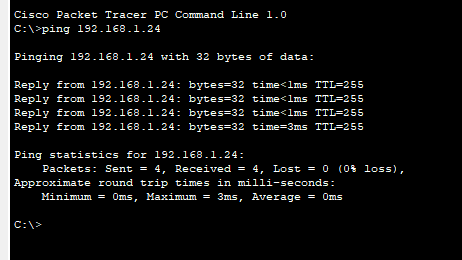 Cisco Packet Tracer PC Command Line 1.0
C:\>ping 192.168.1.24
Pinging 192.168.1.24 with 32 bytes of data:
Reply from 192.168.1.24: bytes=32 time<1ms TTL=255
Reply from 192.168.1.24: bytes=32 time<1ms TTL=255
Reply from 192.168.1.24: bytes=32 time<1ms TTL=255
Reply from 192.168.1.24: bytes=32 time=3ms TTL=255
Ping statistics for 192.168.1.24:
Packets: Sent = 4, Received = 4, Lost = 0 (0% loss),
Approximate round trip times in milli-seconds:
Minimum = 0ms, Maximum = 3ms, Average = 0ms
C:\>